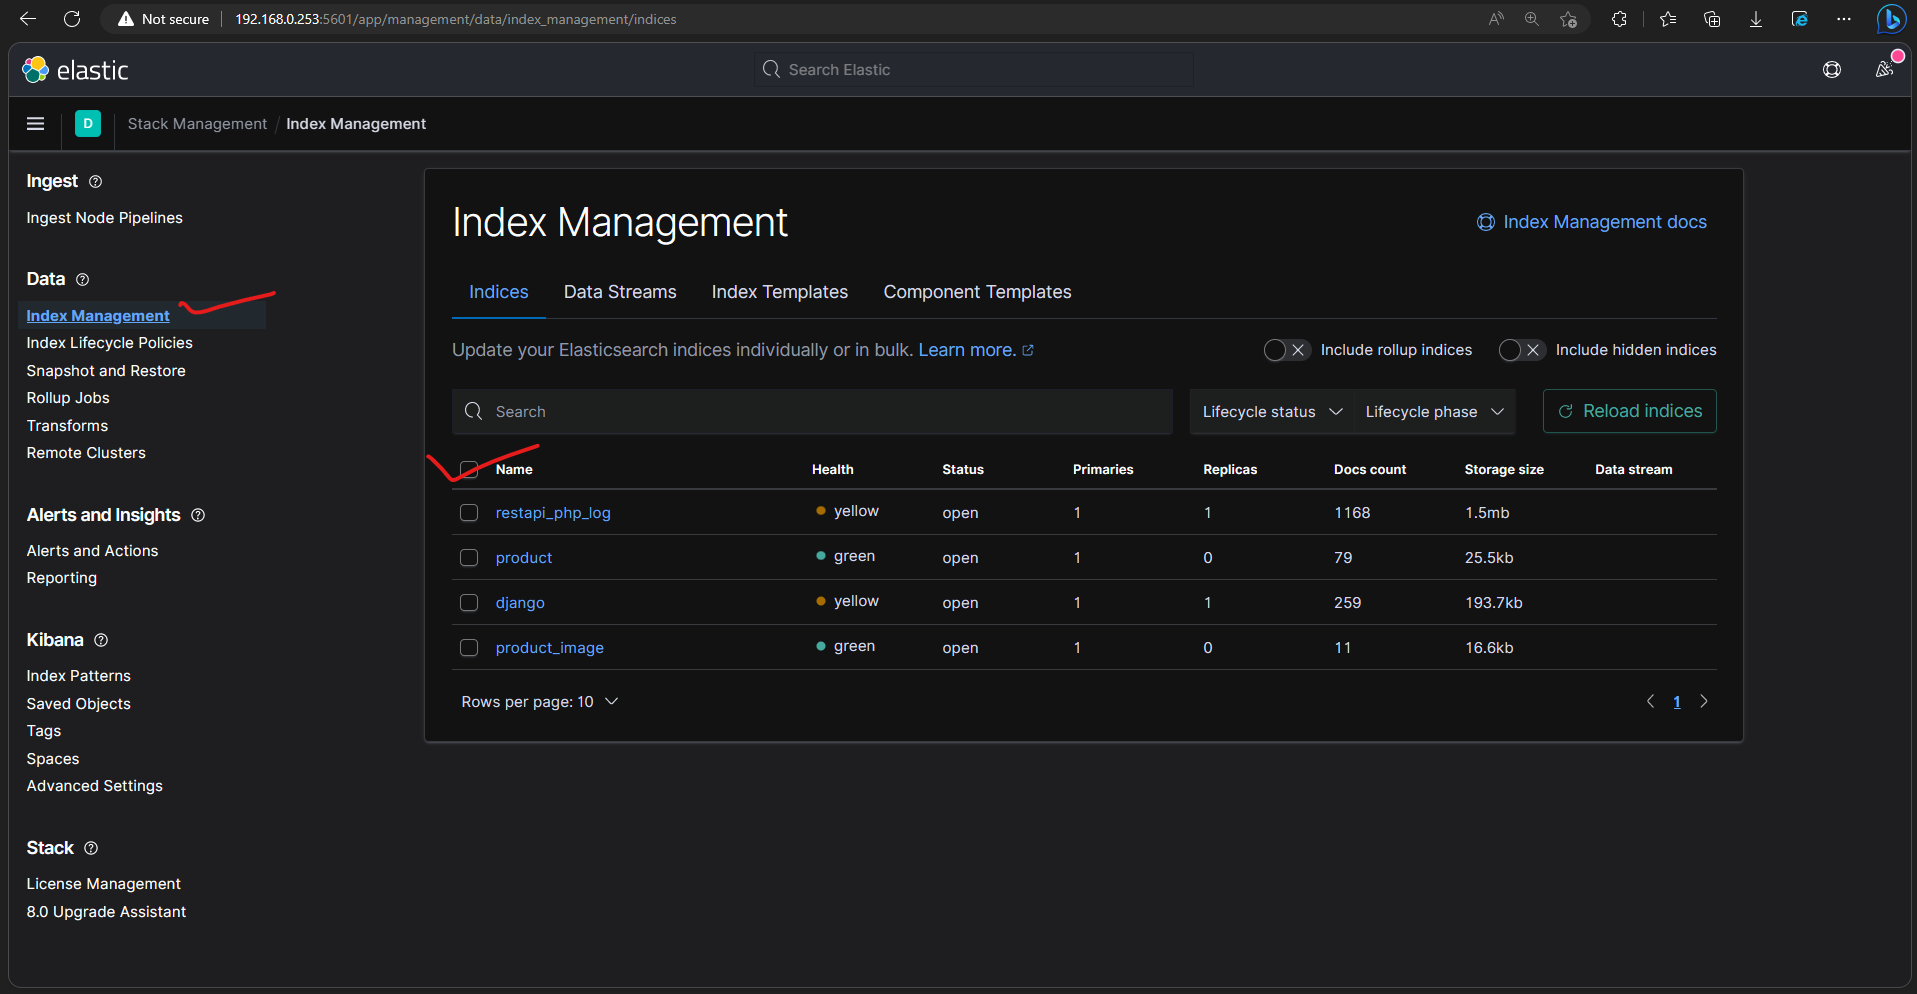 Not secure 192.168.0.253:5601/app/management/data/index_management/indices
elastic
Search Elastic
D Stack Management / Index Management
Ingest
Ingest Node Pipelines
Data
Index Management
Index Lifecycle Policies
Snapshot and Restore
Rollup Jobs
Transforms
Remote Clusters
Alerts and Insights
Alerts and Actions
Reporting
Kibana
Index Patterns
Saved Objects
Tags
Spaces
Advanced Settings
Stack
License Management
8.0 Upgrade Assistant
Index Management
Index Management docs
Indices Data Streams Index Templates Component Templates
Update your Elasticsearch indices individually or in bulk. Learn more. Include rollup indices Include hidden indices
Search Lifecycle status Lifecycle phase Reload indices
Name Health Status Primaries Replicas Docs count Storage size Data stream
restapi_php_log yellow open 1 1 1168 1.5mb
product green open 1 0 79 25.5kb
django yellow open 1 1 259 193.7kb
product_image green open 1 0 11 16.6kb
Rows per page: 10 1